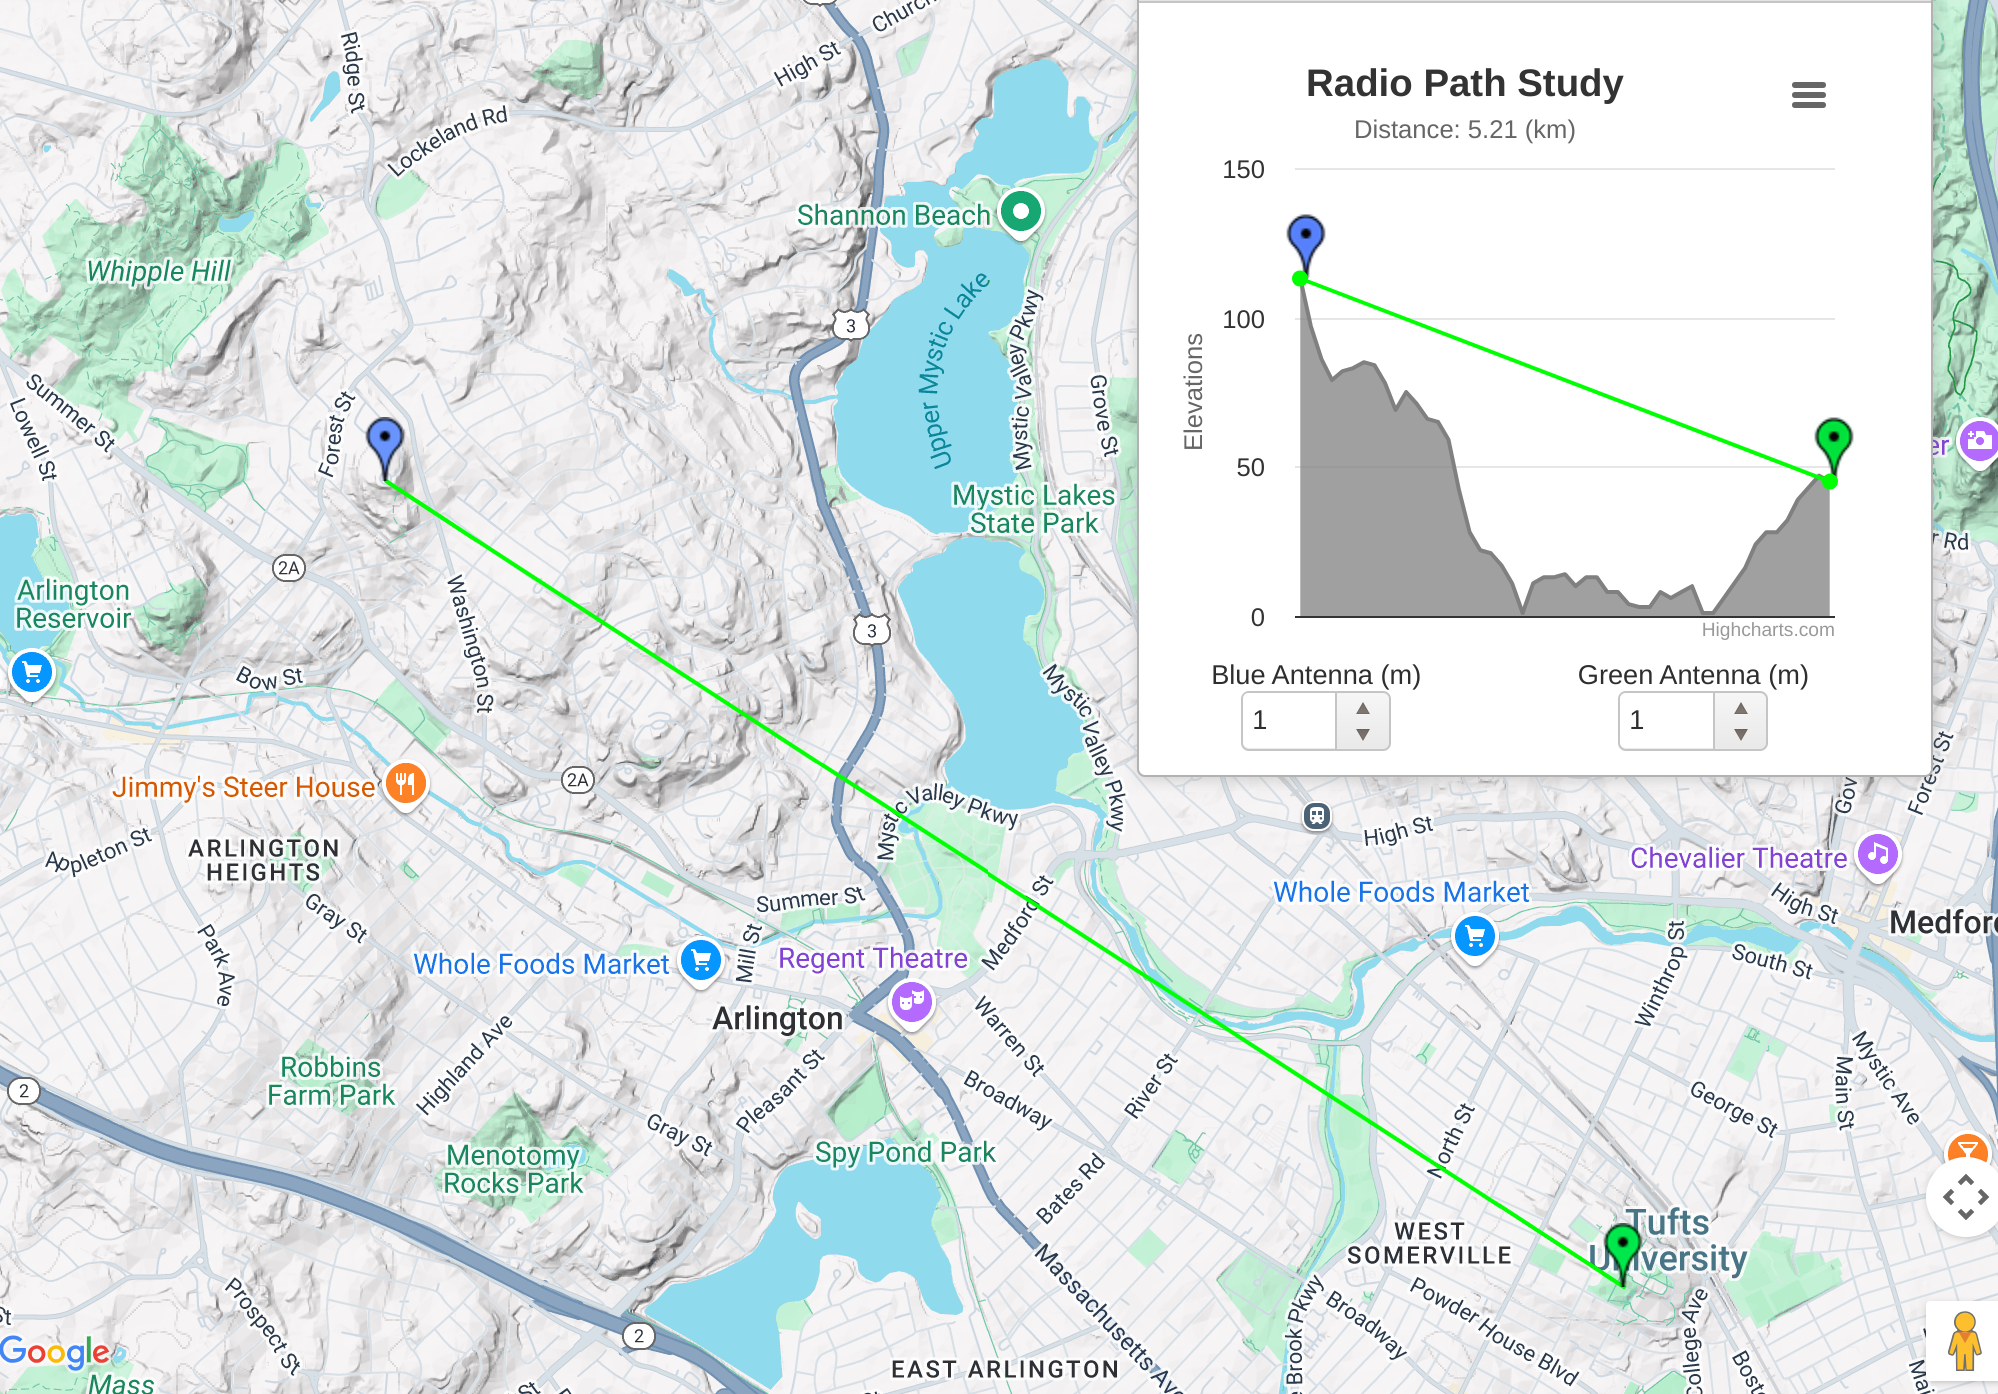 Ridge St
High St
Church
Lockeland Rd
Whipple Hill
Shannon Beach
3
Upper Mystic Lake
Mystic Valley Pkwy
Grove St
Summer St
Lowell St
Forest St
Mystic Lakes
State Park
2A
Arlington
Reservoir
Washington St
3
Bow St
Mystic Valley Pkwy
Jimmy's Steer House
2A
Mystic Valley Pkwy
Appleton St
ARLINGTON
HEIGHTS
Gray St
Summer St
Medford St
Park Ave
Whole Foods Market
Mill St
Regent Theatre
Arlington
Warren St
Highland Ave
Robbins
Farm Park
Pleasant St
Broadway
River St
2
Gray St
Menotomy
Rocks Park
Spy Pond Park
Bates Rd
Massachusetts Av
Prospect St
2
EAST ARLINGTON
Google
Mass
Radio Path Study
Distance: 5.21 (km)
150
100
50
0
Elevations
Highcharts.com
Blue Antenna (m)
Green Antenna (m)
1
1
er
r Rd
Forest St
Gov
High St
Chevalier Theatre
Whole Foods Market
High St
Medford
Winthrop St
South St
Main St
Mystic Ave
George St
North St
WEST
SOMERVILLE
Tufts
University
Powder House Blvd
Broadway
Brook Pkwy
College Ave
Bost
Mai